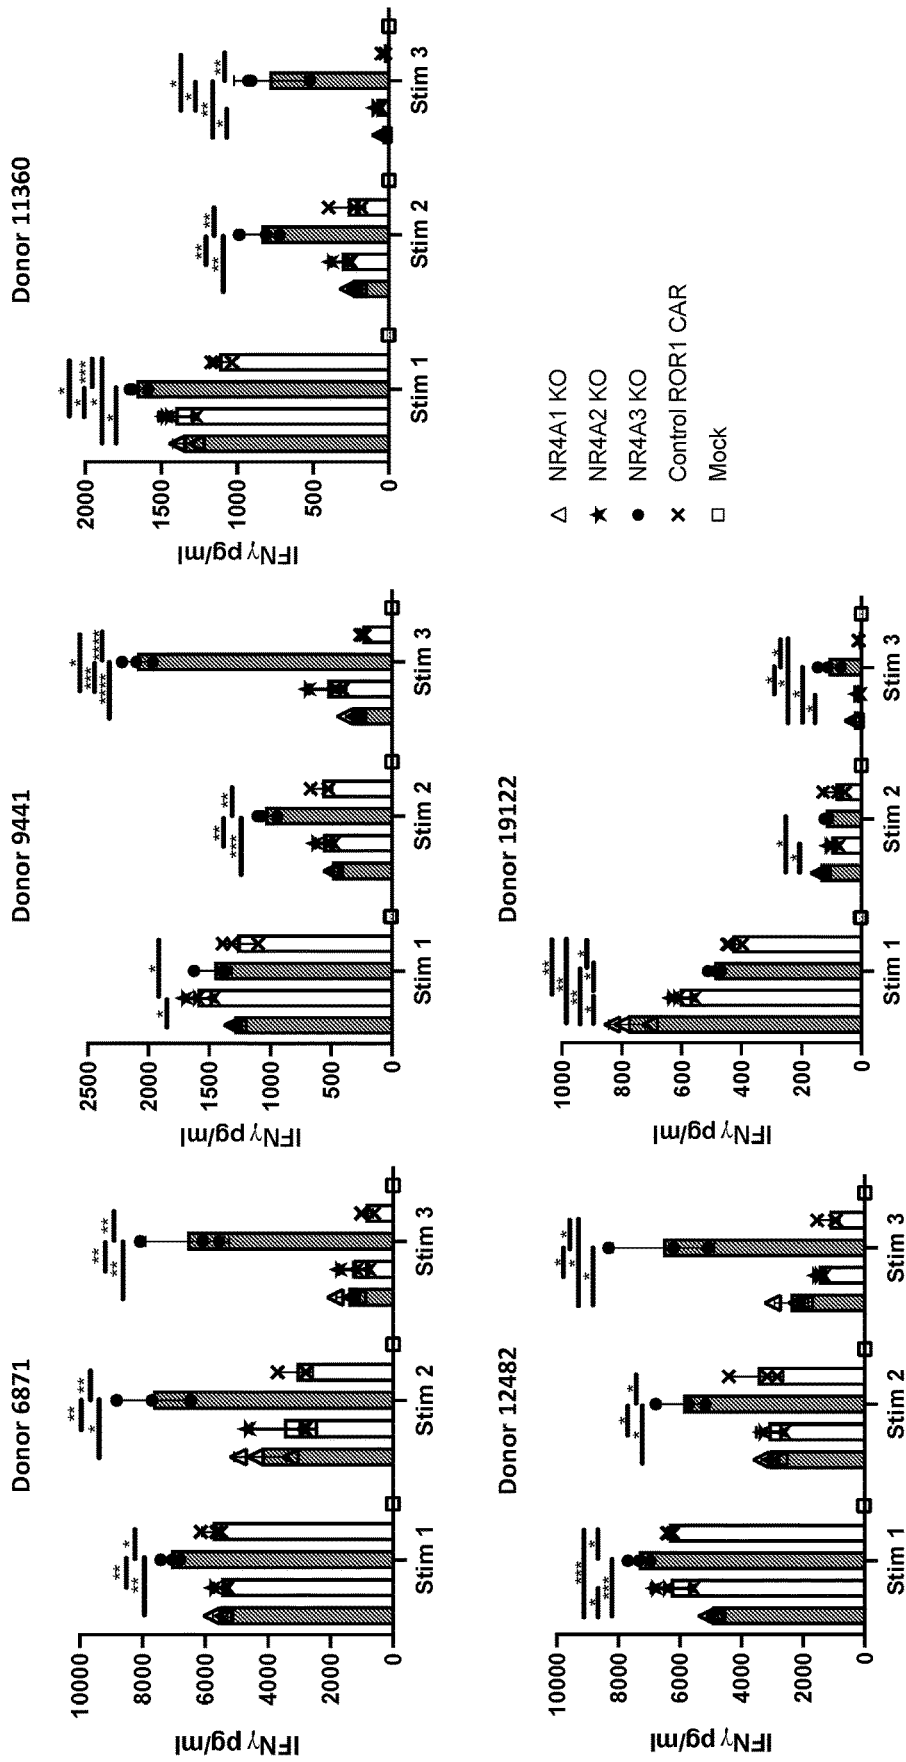 Donor 6871
IFNγ pg/ml
10000
8000
6000
4000
2000
0
** ** *
** * **
** ** **
Stim 1 Stim 2 Stim 3
Donor 9441
IFNγ pg/ml
2500
2000
1500
1000
500
0
* *
** *** **
* *** **** ****
Stim 1 Stim 2 Stim 3
Donor 11360
IFNγ pg/ml
2000
1500
1000
500
0
* * *** * *
** ** **
* * ** ** *
Stim 1 Stim 2 Stim 3
Donor 12482
IFNγ pg/ml
10000
8000
6000
4000
2000
0
*** * * ***
* * *
* * * *
Stim 1 Stim 2 Stim 3
Donor 19122
IFNγ pg/ml
1000
800
600
400
200
0
** ** ** * * *
* *
* * * * *
Stim 1 Stim 2 Stim 3
NR4A1 KO
NR4A2 KO
NR4A3 KO
Control ROR1 CAR
Mock